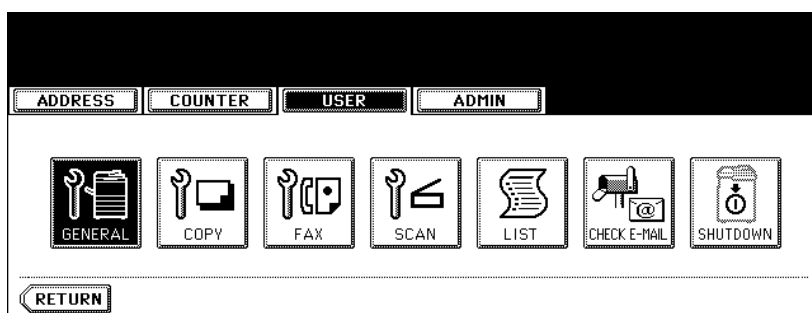 ADDRESS COUNTER USER ADMIN
GENERAL COPY FAX SCAN LIST CHECK E-MAIL SHUTDOWN
RETURN